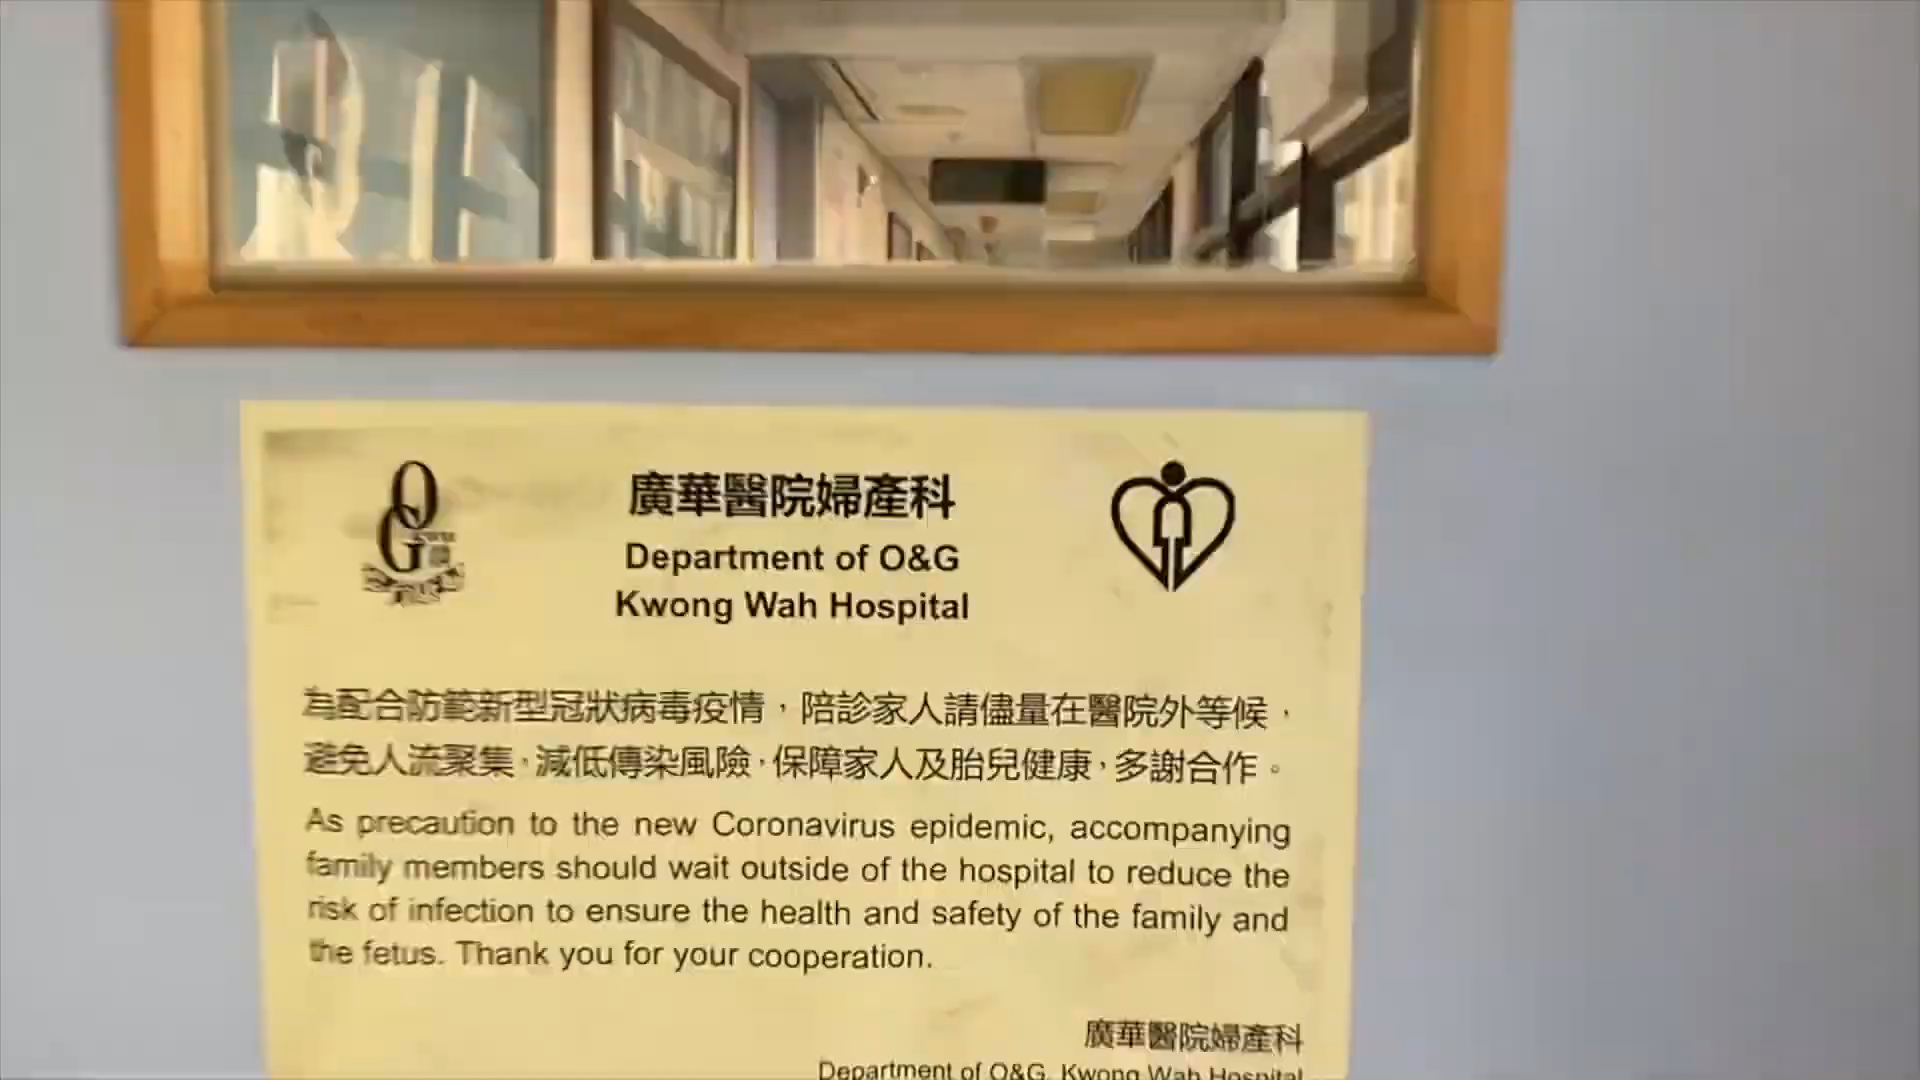 OG
廣華醫院婦產科
Department of O&G
Kwong Wah Hospital
為配合防範新型冠狀病毒疫情，陪診家人請儘量在醫院外等候，
避免人流聚集，減低傳染風險，保障家人及胎兒健康，多謝合作。
As precaution to the new Coronavirus epidemic, accompanying
family members should wait outside of the hospital to reduce the
risk of infection to ensure the health and safety of the family and
the fetus. Thank you for your cooperation.
廣華醫院婦產科
Department of O&G, Kwong Wah Hospital